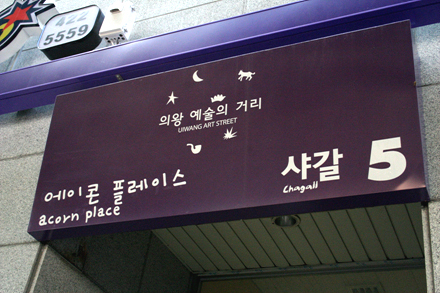 422
5559
의왕 예술의 거리
UIWANG ART STREET
에이콘 플레이스
acorn place
샤갈 5
Chagall